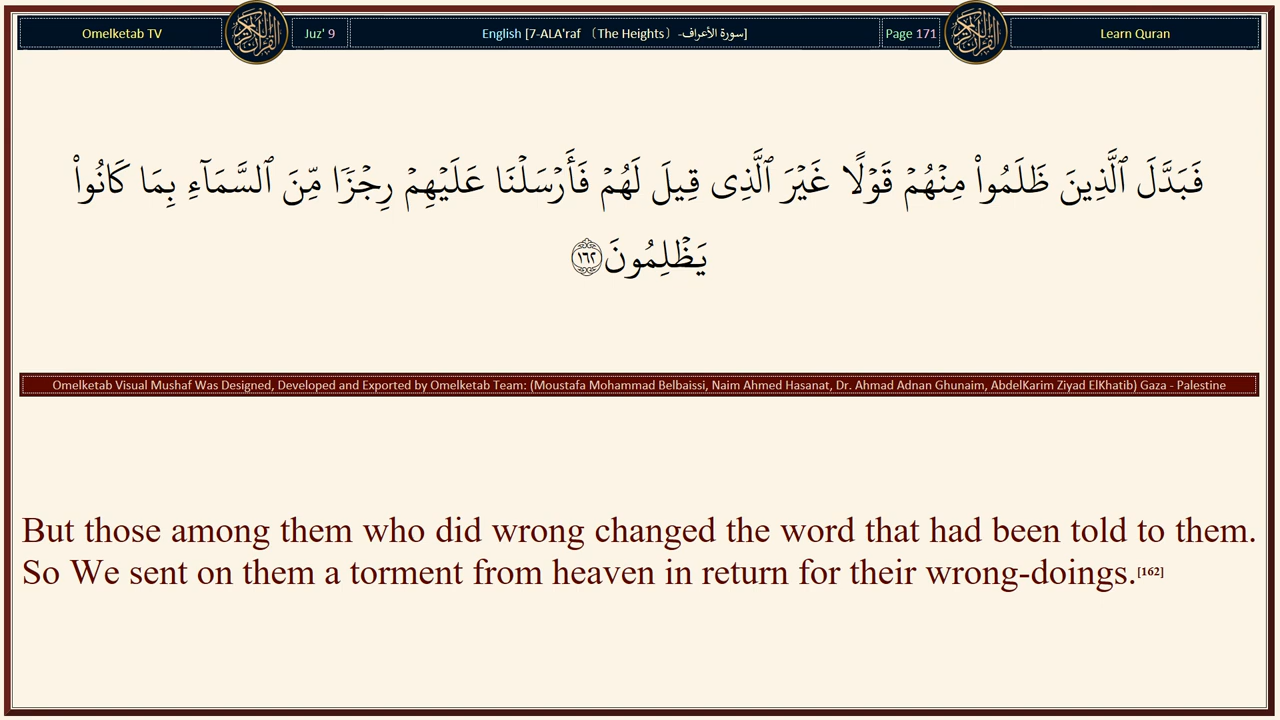 Omelketab TV
Juz' 9
English [7-ALA'raf （The Heights）-سورة الأعراف]
Page 171
Learn Quran
فَبَدَّلَ ٱلَّذِينَ ظَلَمُوا۟ مِنْهُمْ قَوْلًا غَيْرَ ٱلَّذِى قِيلَ لَهُمْ فَأَرْسَلْنَا عَلَيْهِمْ رِجْزًا مِّنَ ٱلسَّمَآءِ بِمَا كَانُوا۟
يَظْلِمُونَ ١٦٢
Omelketab Visual Mushaf Was Designed, Developed and Exported by Omelketab Team: (Moustafa Mohammad Belbaissi, Naim Ahmed Hasanat, Dr. Ahmad Adnan Ghunaim, AbdelKarim Ziyad ElKhatib) Gaza - Palestine
But those among them who did wrong changed the word that had been told to them.
So We sent on them a torment from heaven in return for their wrong-doings.[162]